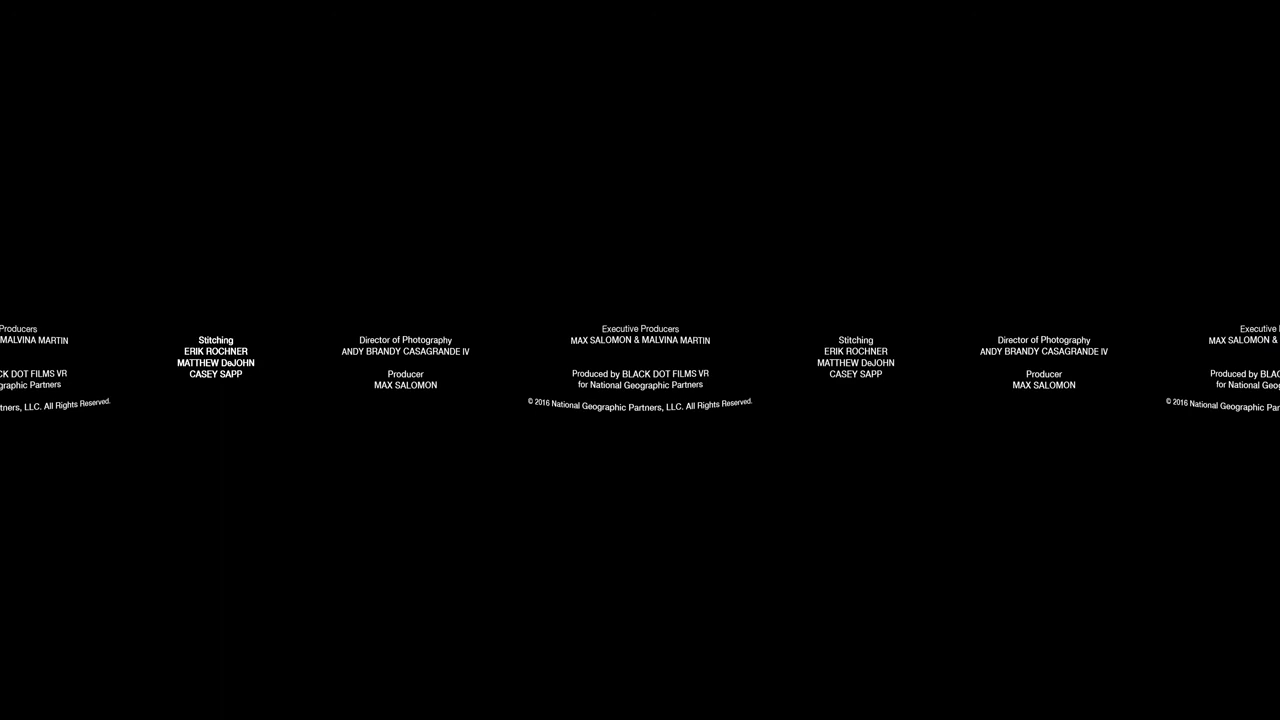 Producers
MALVINA MARTIN
CK DOT FILMS VR
graphic Partners
tners, LLC. All Rights Reserved.
Stitching
ERIK ROCHNER
MATTHEW DeJOHN
CASEY SAPP
Director of Photography
ANDY BRANDY CASAGRANDE IV
Producer
MAX SALOMON
Executive Producers
MAX SALOMON & MALVINA MARTIN
Produced by BLACK DOT FILMS VR
for National Geographic Partners
© 2016 National Geographic Partners, LLC. All Rights Reserved.
Stitching
ERIK ROCHNER
MATTHEW DeJOHN
CASEY SAPP
Director of Photography
ANDY BRANDY CASAGRANDE IV
Producer
MAX SALOMON
Executive
MAX SALOMON &
Produced by BLAC
for National Geog
© 2016 National Geographic Par